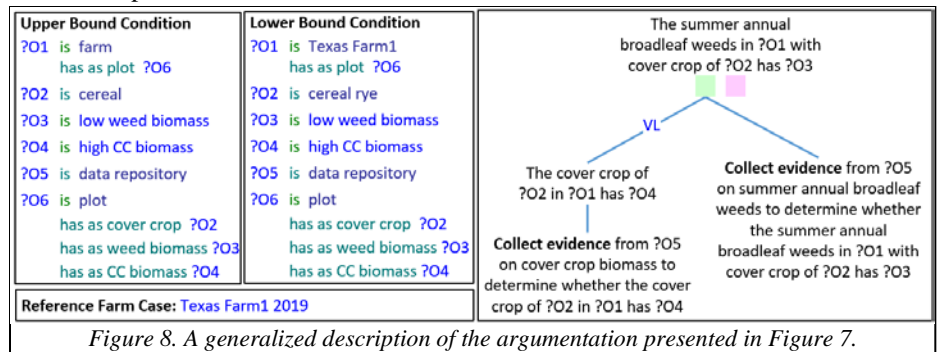 Upper Bound Condition
?O1 is farm
has as plot ?O6
?O2 is cereal
?O3 is low weed biomass
?O4 is high CC biomass
?O5 is data repository
?O6 is plot
has as cover crop ?O2
has as weed biomass ?O3
has as CC biomass ?O4
Lower Bound Condition
?O1 is Texas Farm1
has as plot ?O6
?O2 is cereal rye
?O3 is low weed biomass
?O4 is high CC biomass
?O5 is data repository
?O6 is plot
has as cover crop ?O2
has as weed biomass ?O3
has as CC biomass ?O4
Reference Farm Case: Texas Farm1 2019
The summer annual
broadleaf weeds in ?O1 with
cover crop of ?O2 has ?O3
VL
The cover crop of
?O2 in ?O1 has ?O4
Collect evidence from ?O5
on cover crop biomass to
determine whether the cover
crop of ?O2 in ?O1 has ?O4
Collect evidence from ?O5
on summer annual broadleaf
weeds to determine whether
the summer annual
broadleaf weeds in ?O1 with
cover crop of ?O2 has ?O3
Figure 8. A generalized description of the argumentation presented in Figure 7.